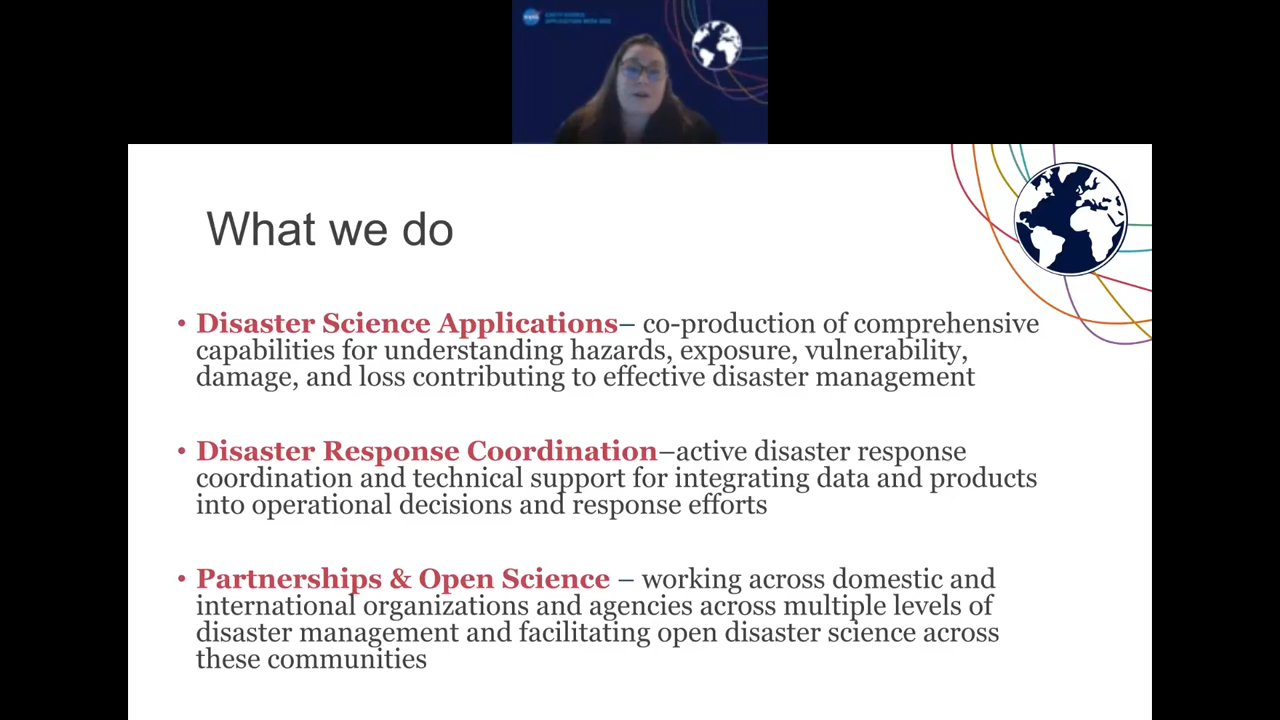 NASA
EARTH SCIENCE
What we do
• Disaster Science Applications– co-production of comprehensive
capabilities for understanding hazards, exposure, vulnerability,
damage, and loss contributing to effective disaster management
• Disaster Response Coordination–active disaster response
coordination and technical support for integrating data and products
into operational decisions and response efforts
• Partnerships & Open Science – working across domestic and
international organizations and agencies across multiple levels of
disaster management and facilitating open disaster science across
these communities